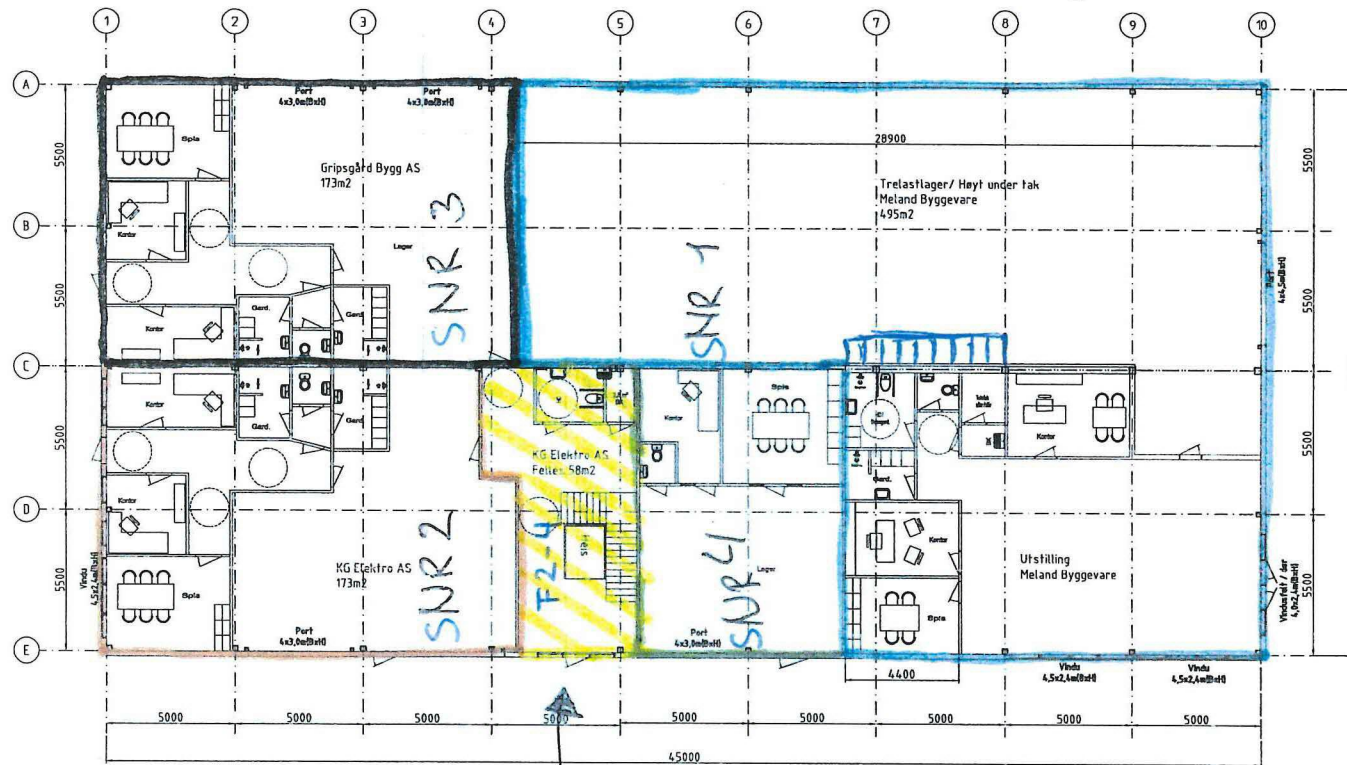 1 2 3 4 5 6 7 8 9 10
A
Port
4x3,0m(BxH)
Port
4x3,0m(BxH)
5500
Spis
28900
5500
Gripsgård Bygg AS
173m2
Trelastlager/ Høyt under tak
Meland Byggevare
495m2
SNR 3
SNR 1
B
Kontor
Lager
Port
4x4,5m(BxH)
5500
5500
Kontor
Gard.
Gard.
C
C
Kontor
Gard.
Gard.
Kontor
Spis
Kontor
5500
5500
KG Elektro AS
Felles 58m2
Gard.
D
D
Kontor
Heis
F2-4
Kontor
Utstilling
Meland Byggevare
KG Elektro AS
173m2
SNR 2
SNR 4
Lager
Vindu
4,5x2,4m(BxH)
Vindusfelt / dør
4,0x2,4m(BxH)
5500
5500
Spis
Spis
Port
4x3,0m(BxH)
Port
4x3,0m(BxH)
E
Vindu
4,5x2,4m(BxH)
Vindu
4,5x2,4m(BxH)
4400
5000 5000 5000 5000 5000 5000 5000 5000 5000
45000